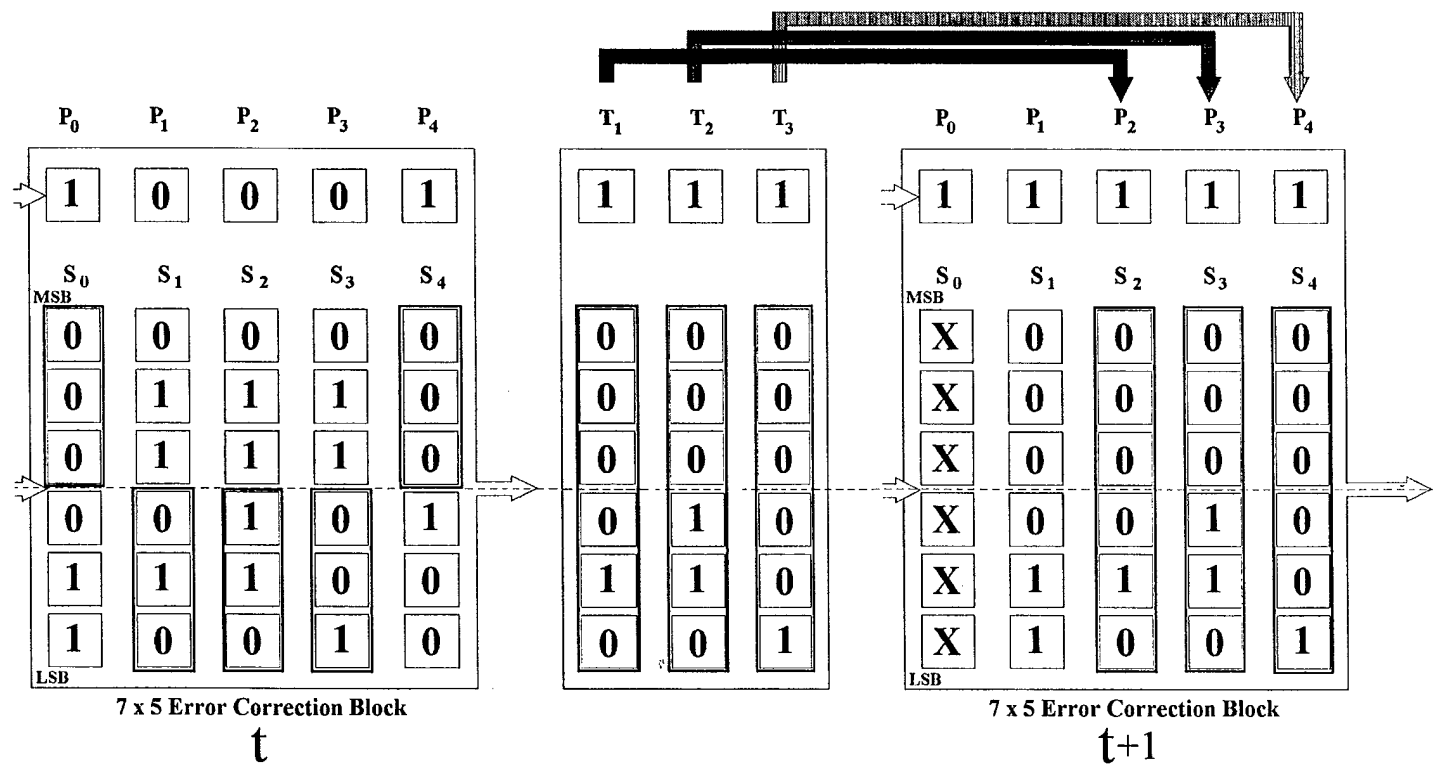 P0 P1 P2 P3 P4 T1 T2 T3 P0 P1 P2 P3 P4
1 0 0 0 1 1 1 1 1 1 1 1 1
S0 S1 S2 S3 S4 S0 S1 S2 S3 S4
MSB MSB
0 0 0 0 0 0 0 0 X 0 0 0 0
0 1 1 1 0 0 0 0 X 0 0 0 0
0 1 1 1 0 0 0 0 X 0 0 0 0
0 0 1 0 1 0 1 0 X 0 0 1 0
1 1 1 0 0 1 1 0 X 1 1 1 0
1 0 0 1 0 0 0 1 X 1 0 0 1
LSB LSB
7 x 5 Error Correction Block 7 x 5 Error Correction Block
t t+1